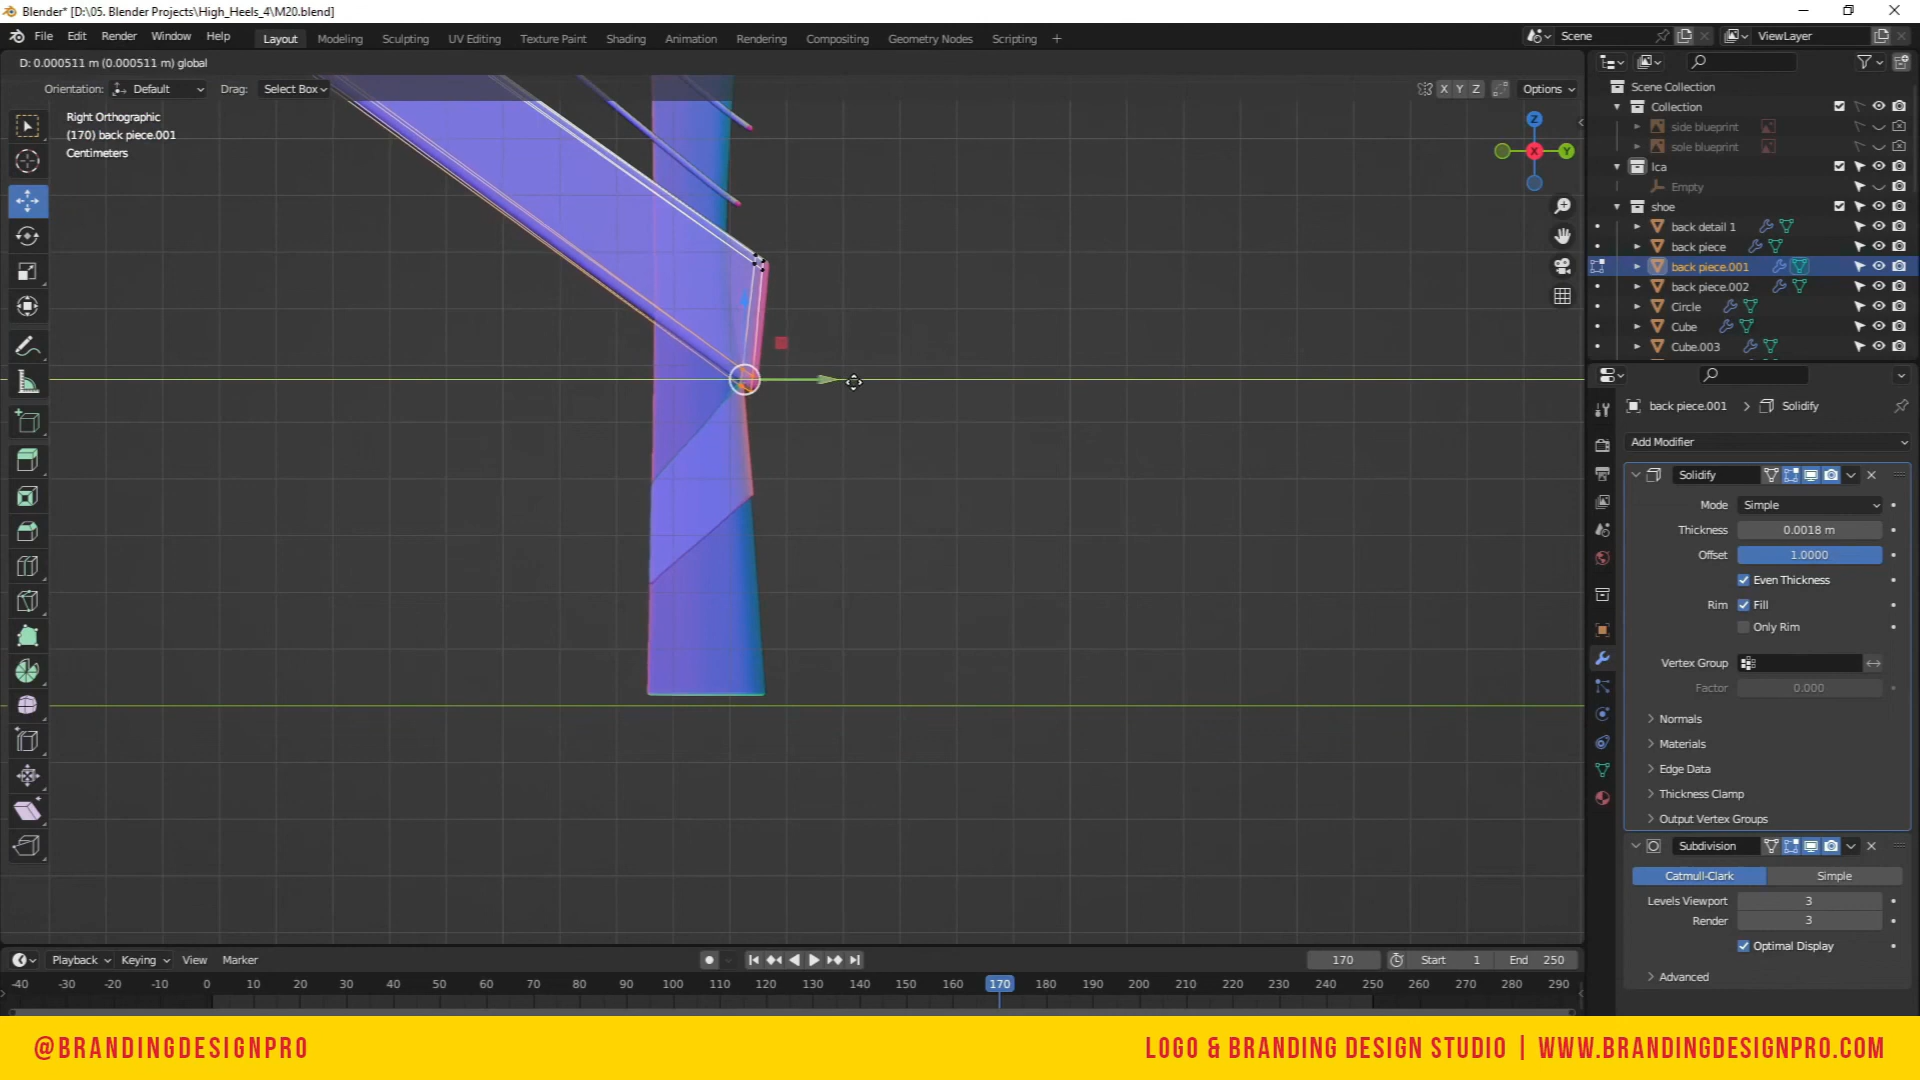 Blender* [D:\05. Blender Projects\High_Heels_4\M20.blend]
File Edit Render Window Help Layout Modeling Sculpting UV Editing Texture Paint Shading Animation Rendering Compositing Geometry Nodes Scripting + Scene ViewLayer
D: 0.000511 m (0.000511 m) global
Orientation: Default Drag: Select Box X Y Z Options
Right Orthographic
(170) back piece.001
Centimeters
Z
X
Y
Scene Collection
Collection
side blueprint
sole blueprint
lca
Empty
shoe
back detail 1
back piece
back piece.001
back piece.002
Circle
Cube
Cube.003
back piece.001 > Solidify
Add Modifier
Solidify
Mode Simple
Thickness 0.0018 m
Offset 1.0000
Even Thickness
Rim Fill
Only Rim
Vertex Group
Factor 0.000
Normals
Materials
Edge Data
Thickness Clamp
Output Vertex Groups
Subdivision
Catmull-Clark Simple
Levels Viewport 3
Render 3
Optimal Display
Advanced
Playback Keying View Marker 170 Start 1 End 250
-40 -30 -20 -10 0 10 20 30 40 50 60 70 80 90 100 110 120 130 140 150 160 170 180 190 200 210 220 230 240 250 260 270 280 290
@BRANDINGDESIGNPRO
LOGO & BRANDING DESIGN STUDIO | WWW.BRANDINGDESIGNPRO.COM